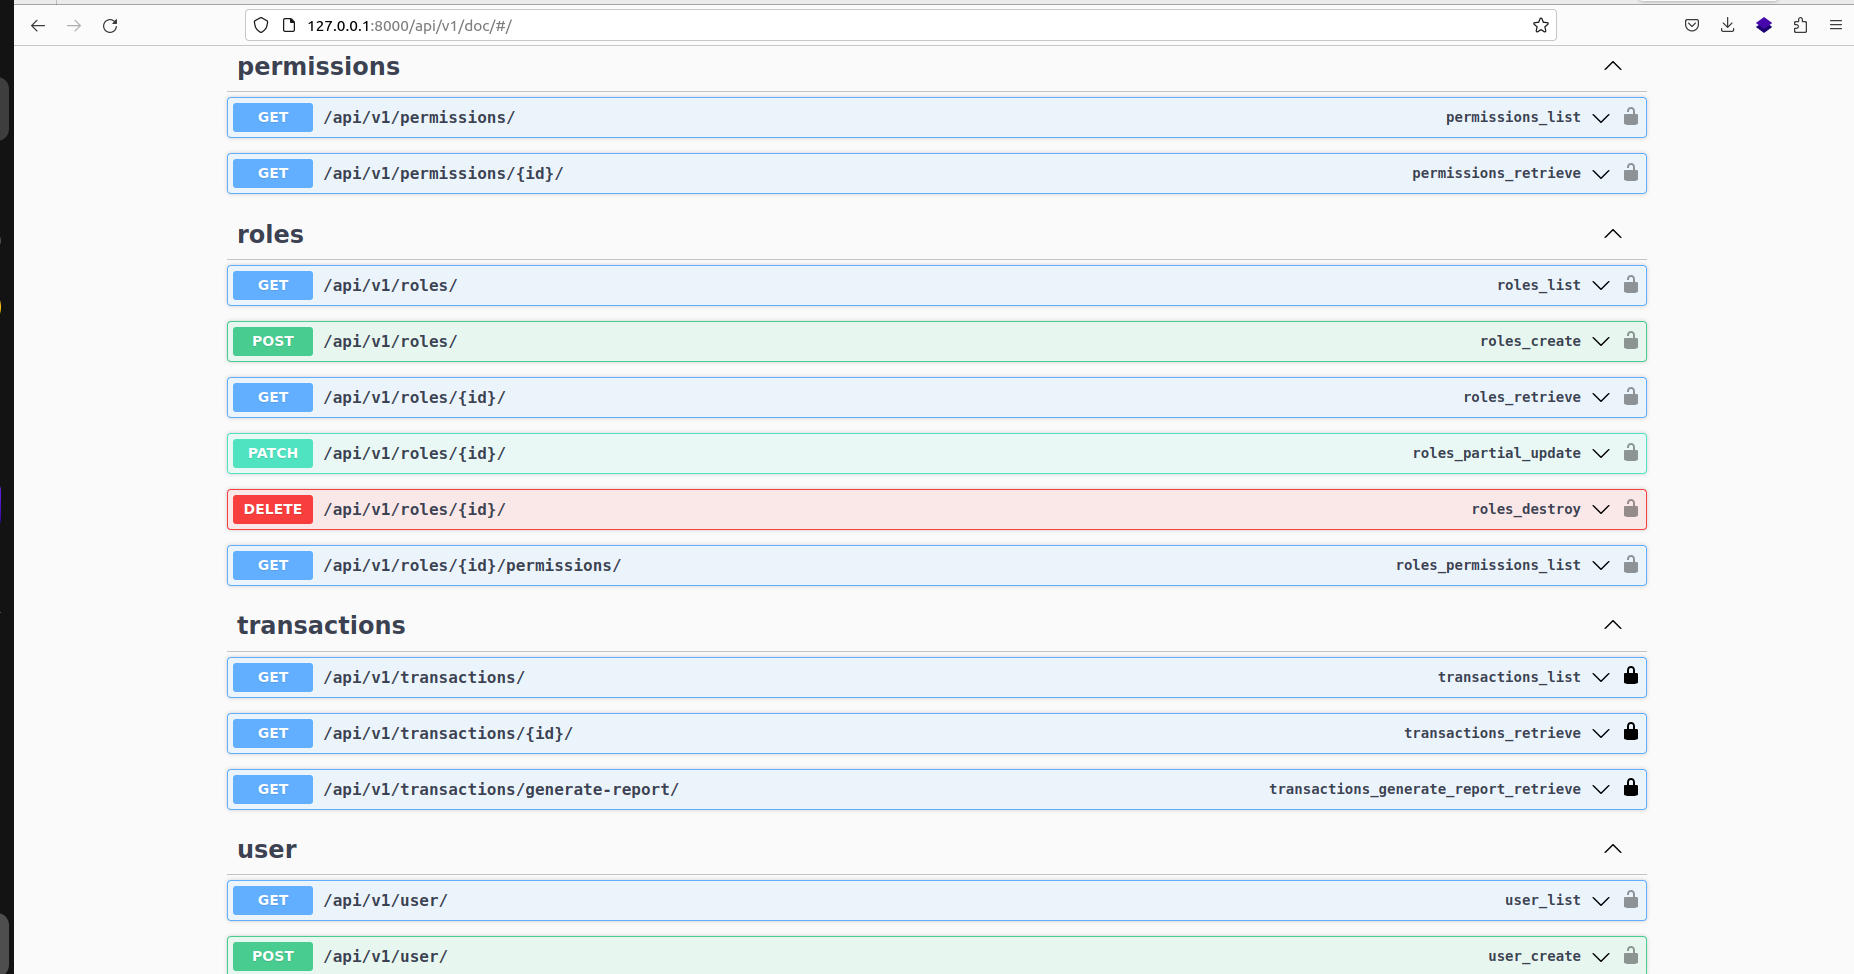 127.0.0.1:8000/api/v1/doc/#/
permissions
GET /api/v1/permissions/ permissions_list
GET /api/v1/permissions/{id}/ permissions_retrieve
roles
GET /api/v1/roles/ roles_list
POST /api/v1/roles/ roles_create
GET /api/v1/roles/{id}/ roles_retrieve
PATCH /api/v1/roles/{id}/ roles_partial_update
DELETE /api/v1/roles/{id}/ roles_destroy
GET /api/v1/roles/{id}/permissions/ roles_permissions_list
transactions
GET /api/v1/transactions/ transactions_list
GET /api/v1/transactions/{id}/ transactions_retrieve
GET /api/v1/transactions/generate-report/ transactions_generate_report_retrieve
user
GET /api/v1/user/ user_list
POST /api/v1/user/ user_create